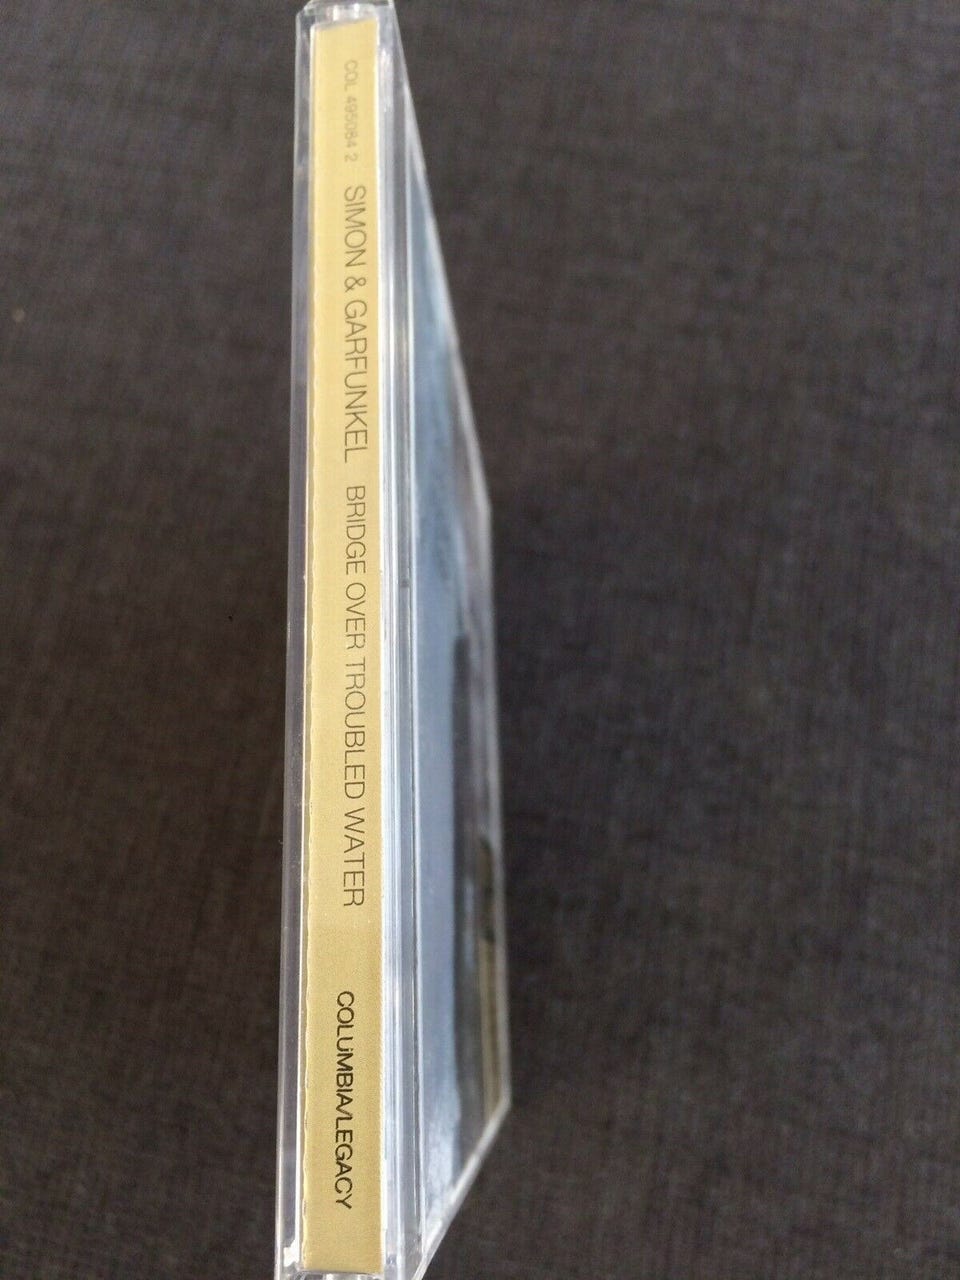 COL 495084 2 SIMON & GARFUNKEL BRIDGE OVER TROUBLED WATER COLUMBIA/LEGACY